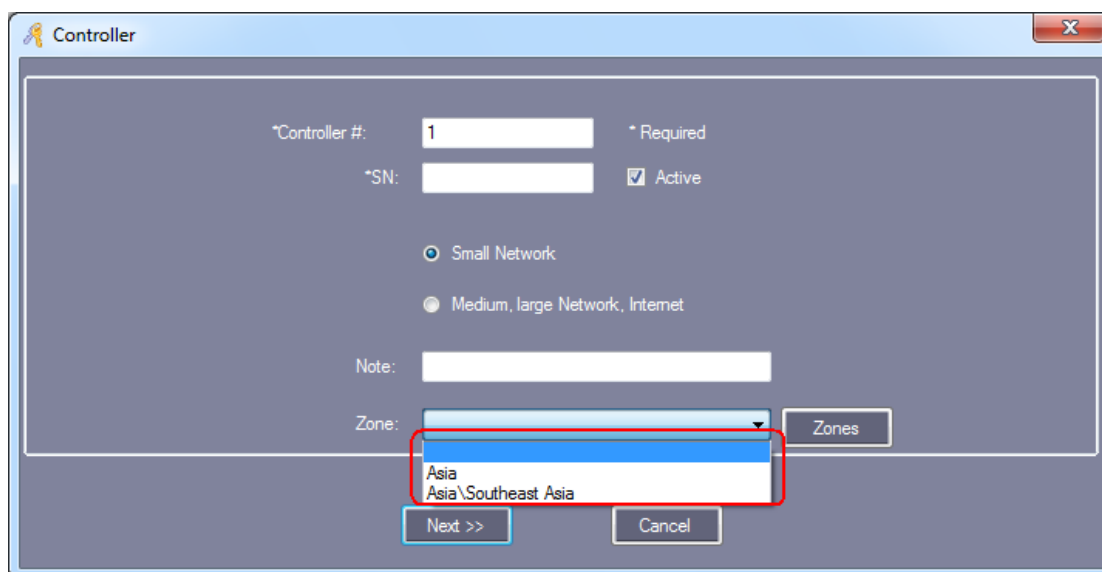 Controller
*Controller #: 1 * Required
*SN: Active
Small Network
Medium, large Network, Internet
Note:
Zone: Zones
Asia
Asia\Southeast Asia
Next >> Cancel